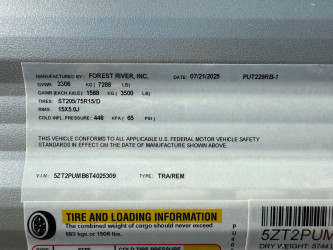 MANUFACTURED BY: FOREST RIVER, INC. DATE: 07/21/2025 PUT229RB-1
GVWR: 3306 KG ( 7288 LB)
GAWR (EACH AXLE): 1588 KG ( 3500 LB)
TIRES: ST205/75R15/D
RIMS: 15X5.0J
COLD INFL. PRESSURE: 448 KPA ( 65 PSI)
THIS VEHICLE CONFORMS TO ALL APPLICABLE U.S. FEDERAL MOTOR VEHICLE SAFETY
STANDARDS IN EFFECT ON THE DATE OF MANUFACTURE SHOWN ABOVE.
V.I.N.: 5ZT2PUMB6T4025309 TYPE: TRA/REM
TIRE AND LOADING INFORMATION
The combined weight of cargo should never exceed
5ZT2PUM
DRY WEIGHT: